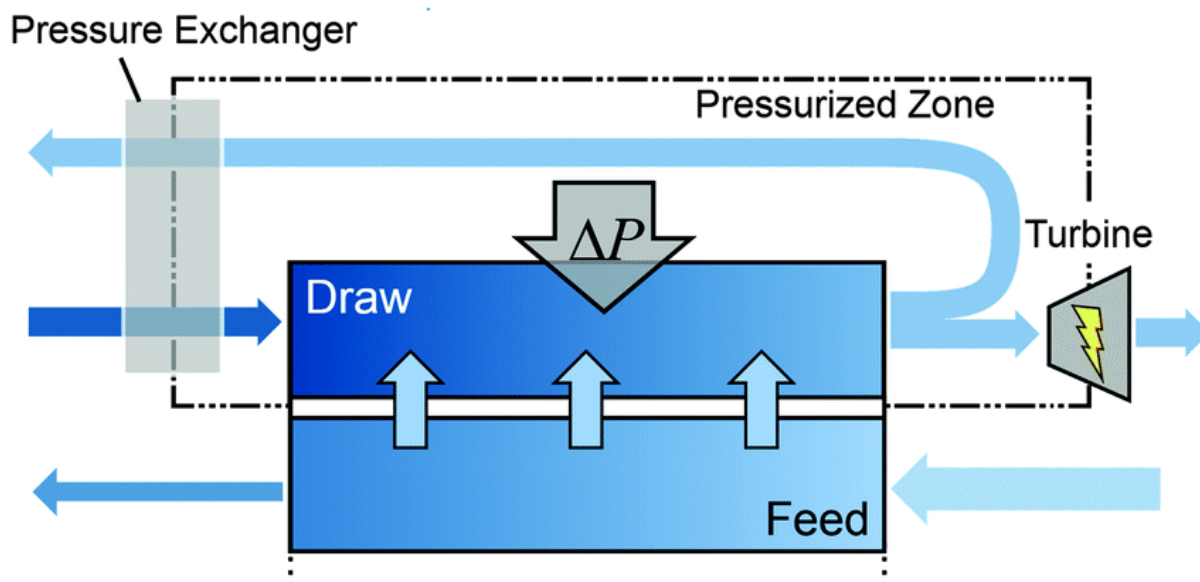 Pressure Exchanger
Pressurized Zone
ΔP
Turbine
Draw
Feed